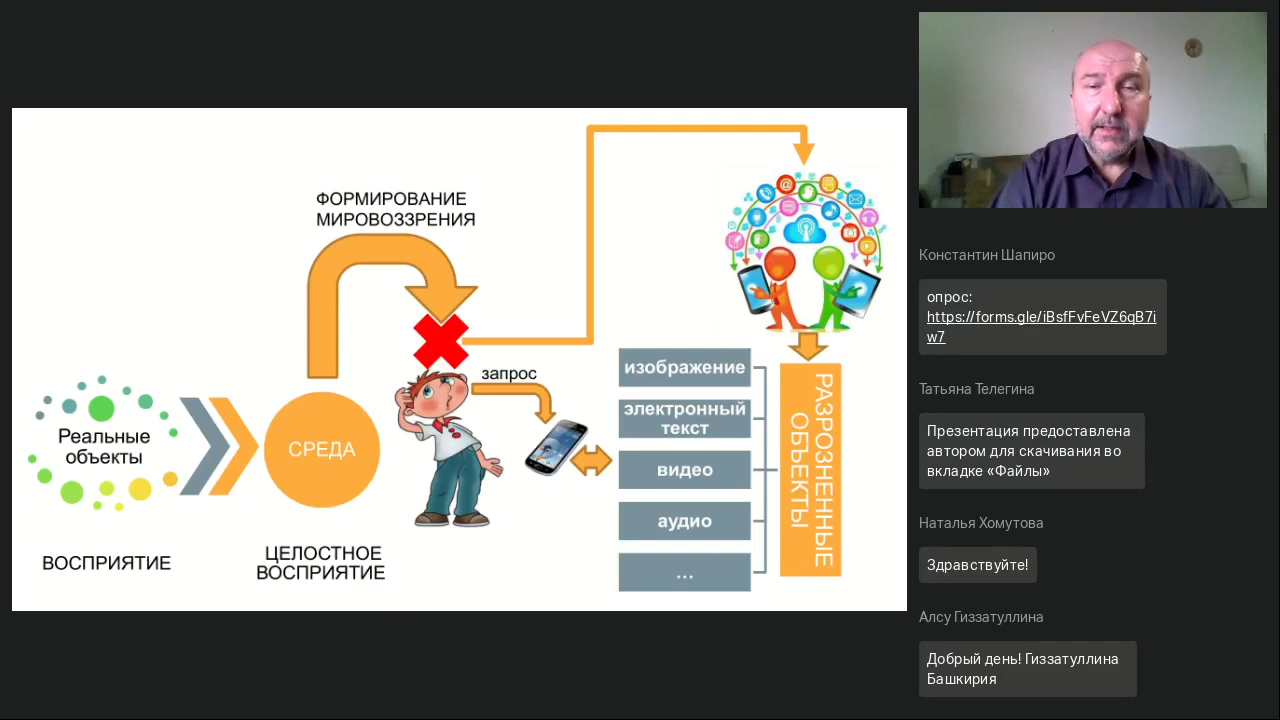 ФОРМИРОВАНИЕ
МИРОВОЗЗРЕНИЯ
запрос
Реальные
объекты
СРЕДА
ВОСПРИЯТИЕ
ЦЕЛОСТНОЕ
ВОСПРИЯТИЕ
изображение
электронный
текст
видео
аудио
...
РАЗРОЗНЕННЫЕ
ОБЪЕКТЫ
Константин Шапиро
опрос:
https://forms.gle/iBsfFvFeVZ6qB7i
w7
Татьяна Телегина
Презентация предоставлена
автором для скачивания во
вкладке «Файлы»
Наталья Хомутова
Здравствуйте!
Алсу Гиззатуллина
Добрый день! Гиззатуллина
Башкирия